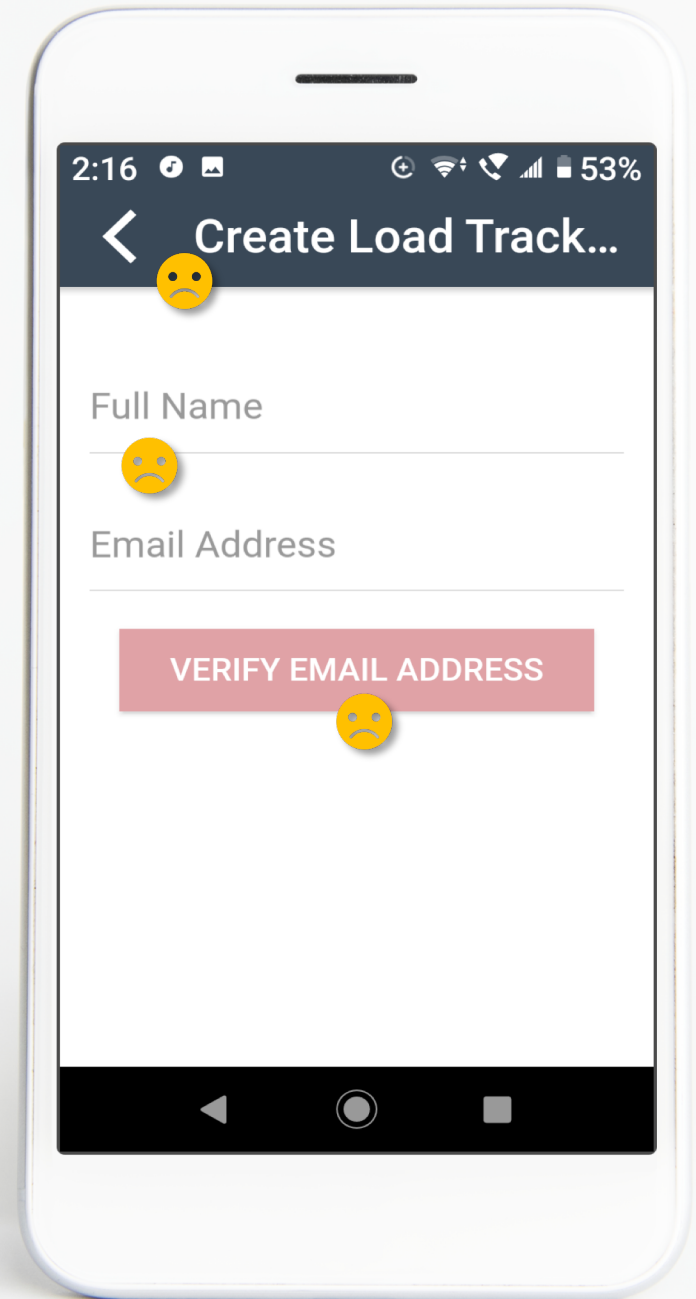 2:16 53%
Create Load Track...
Full Name
Email Address
VERIFY EMAIL ADDRESS